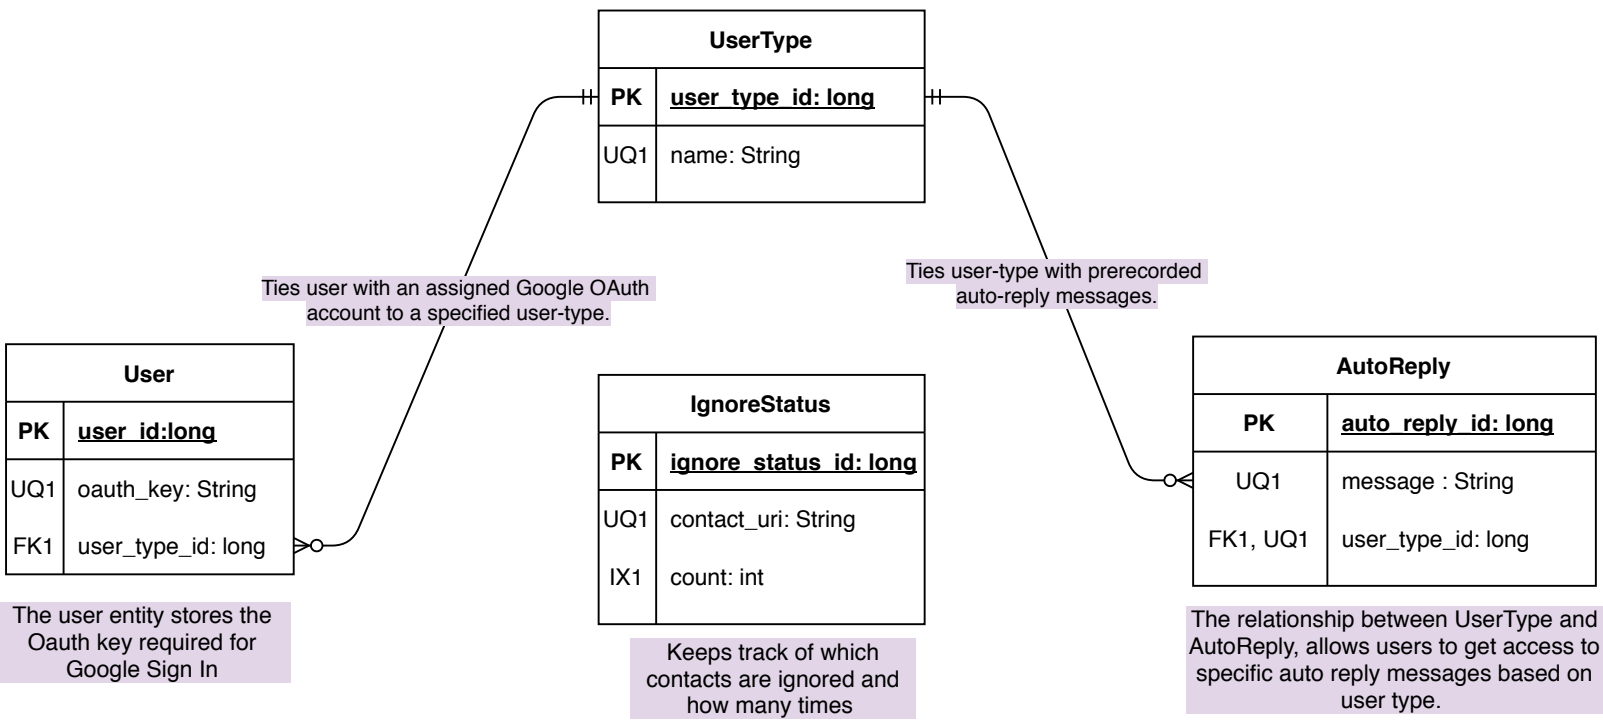 UserType
PK user_type_id: long
UQ1 name: String
Ties user with an assigned Google OAuth
account to a specified user-type.
Ties user-type with prerecorded
auto-reply messages.
User
PK user_id:long
UQ1 oauth_key: String
FK1 user_type_id: long
The user entity stores the
Oauth key required for
Google Sign In
IgnoreStatus
PK ignore_status_id: long
UQ1 contact_uri: String
IX1 count: int
Keeps track of which
contacts are ignored and
how many times
AutoReply
PK auto_reply_id: long
UQ1 message : String
FK1, UQ1 user_type_id: long
The relationship between UserType and
AutoReply, allows users to get access to
specific auto reply messages based on
user type.